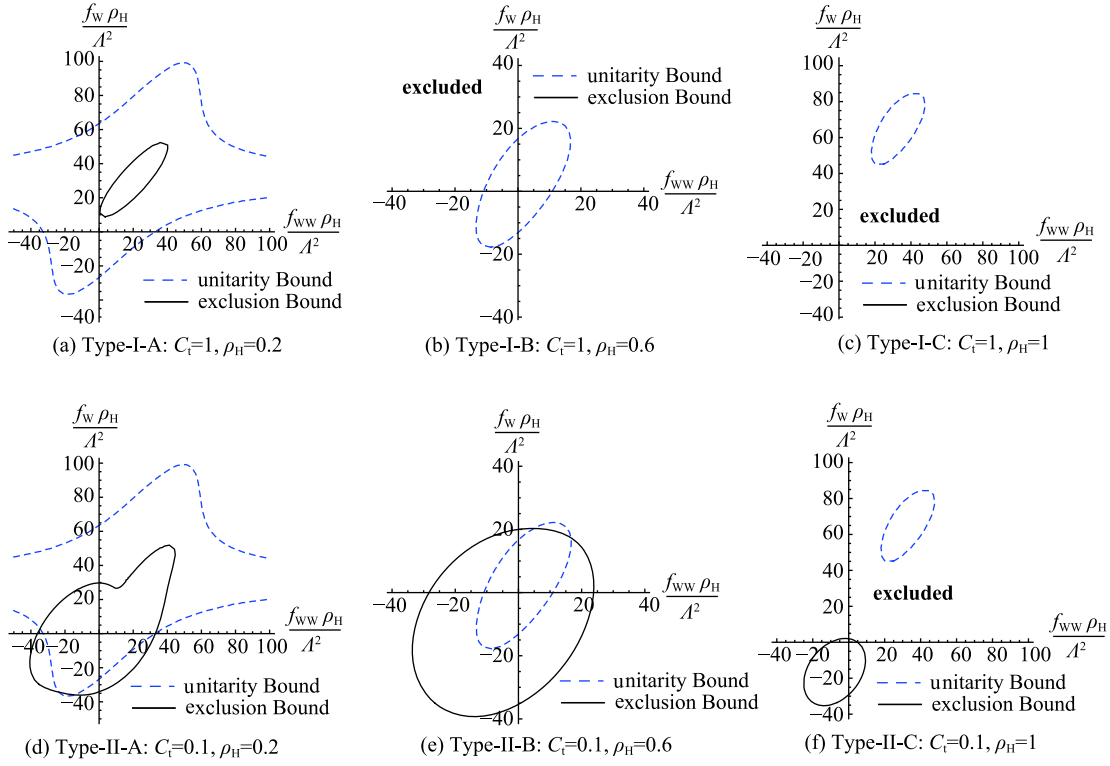 f_W ρ_H
Λ²
100
80
60
40
20
−20
−40
−40 −20 20 40 60 80 100
f_WW ρ_H
Λ²
unitarity Bound
exclusion Bound
(a) Type-I-A: C_t=1, ρ_H=0.2
f_W ρ_H
Λ²
40
20
−20
−40
−40 −20 20 40
excluded
unitarity Bound
exclusion Bound
f_WW ρ_H
Λ²
(b) Type-I-B: C_t=1, ρ_H=0.6
f_W ρ_H
Λ²
100
80
60
40
20
0
−20
−40
−40 −20 20 40 60 80 100
excluded
f_WW ρ_H
Λ²
unitarity Bound
exclusion Bound
(c) Type-I-C: C_t=1, ρ_H=1
f_W ρ_H
Λ²
100
80
60
40
20
−20
−40
−40 −20 20 40 60 80 100
f_WW ρ_H
Λ²
unitarity Bound
exclusion Bound
(d) Type-II-A: C_t=0.1, ρ_H=0.2
f_W ρ_H
Λ²
40
20
−20
−40
−40 −20 20 40
f_WW ρ_H
Λ²
unitarity Bound
exclusion Bound
(e) Type-II-B: C_t=0.1, ρ_H=0.6
f_W ρ_H
Λ²
100
80
60
40
20
0
−20
−40
−40 −20 20 40 60 80 100
excluded
f_WW ρ_H
Λ²
unitarity Bound
exclusion Bound
(f) Type-II-C: C_t=0.1, ρ_H=1